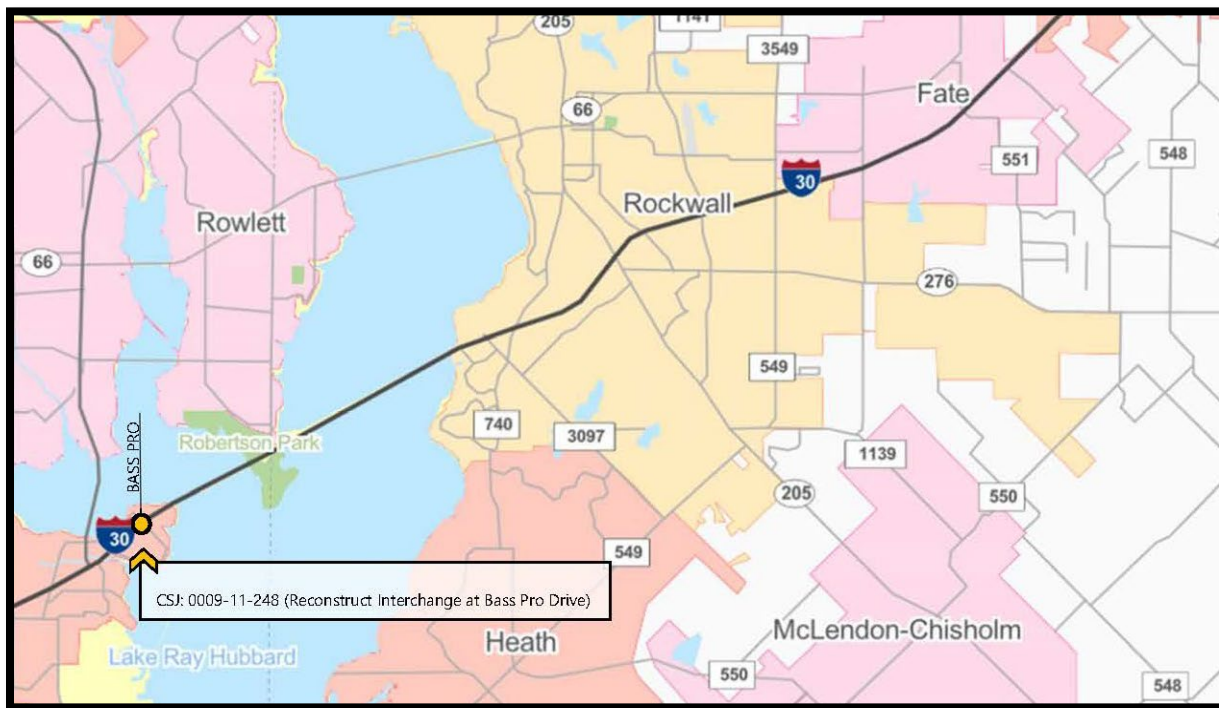 205
1141
3549
Fate
66
551
548
30
Rockwall
Rowlett
66
276
549
740
3097
Robertson Park
1139
BASS PRO
205
550
30
549
CSJ: 0009-11-248 (Reconstruct Interchange at Bass Pro Drive)
McLendon-Chisholm
Heath
Lake Ray Hubbard
550
548